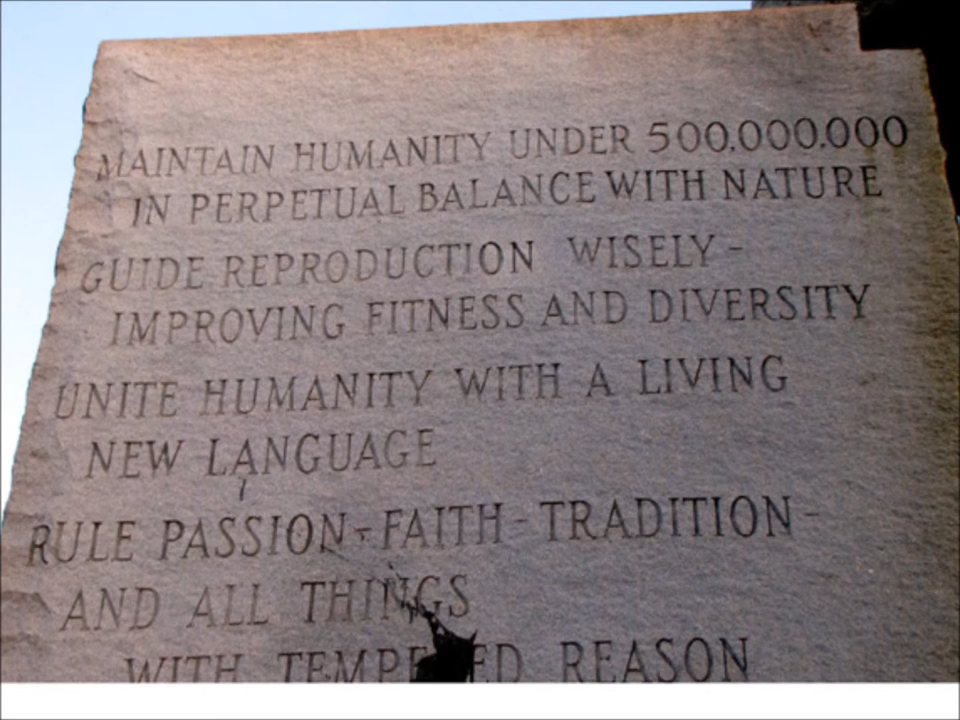 MAINTAIN HUMANITY UNDER 500.000.000
IN PERPETUAL BALANCE WITH NATURE
GUIDE REPRODUCTION WISELY-
IMPROVING FITNESS AND DIVERSITY
UNITE HUMANITY WITH A LIVING
NEW LANGUAGE
RULE PASSION-FAITH-TRADITION-
AND ALL THINGS
WITH TEMPERED REASON